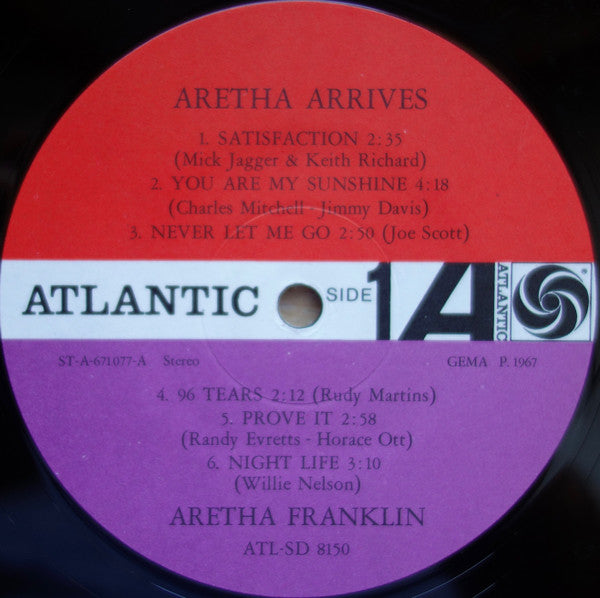 ARETHA ARRIVES
1. SATISFACTION 2:35
(Mick Jagger & Keith Richard)
2. YOU ARE MY SUNSHINE 4:18
(Charles Mitchell - Jimmy Davis)
3. NEVER LET ME GO 2:50 (Joe Scott)
ATLANTIC SIDE 1 A ATLANTIC ®
ST-A-671077-A Stereo GEMA P. 1967
4. 96 TEARS 2:12 (Rudy Martins)
5. PROVE IT 2:58
(Randy Evretts - Horace Ott)
6. NIGHT LIFE 3:10
(Willie Nelson)
ARETHA FRANKLIN
ATL-SD 8150